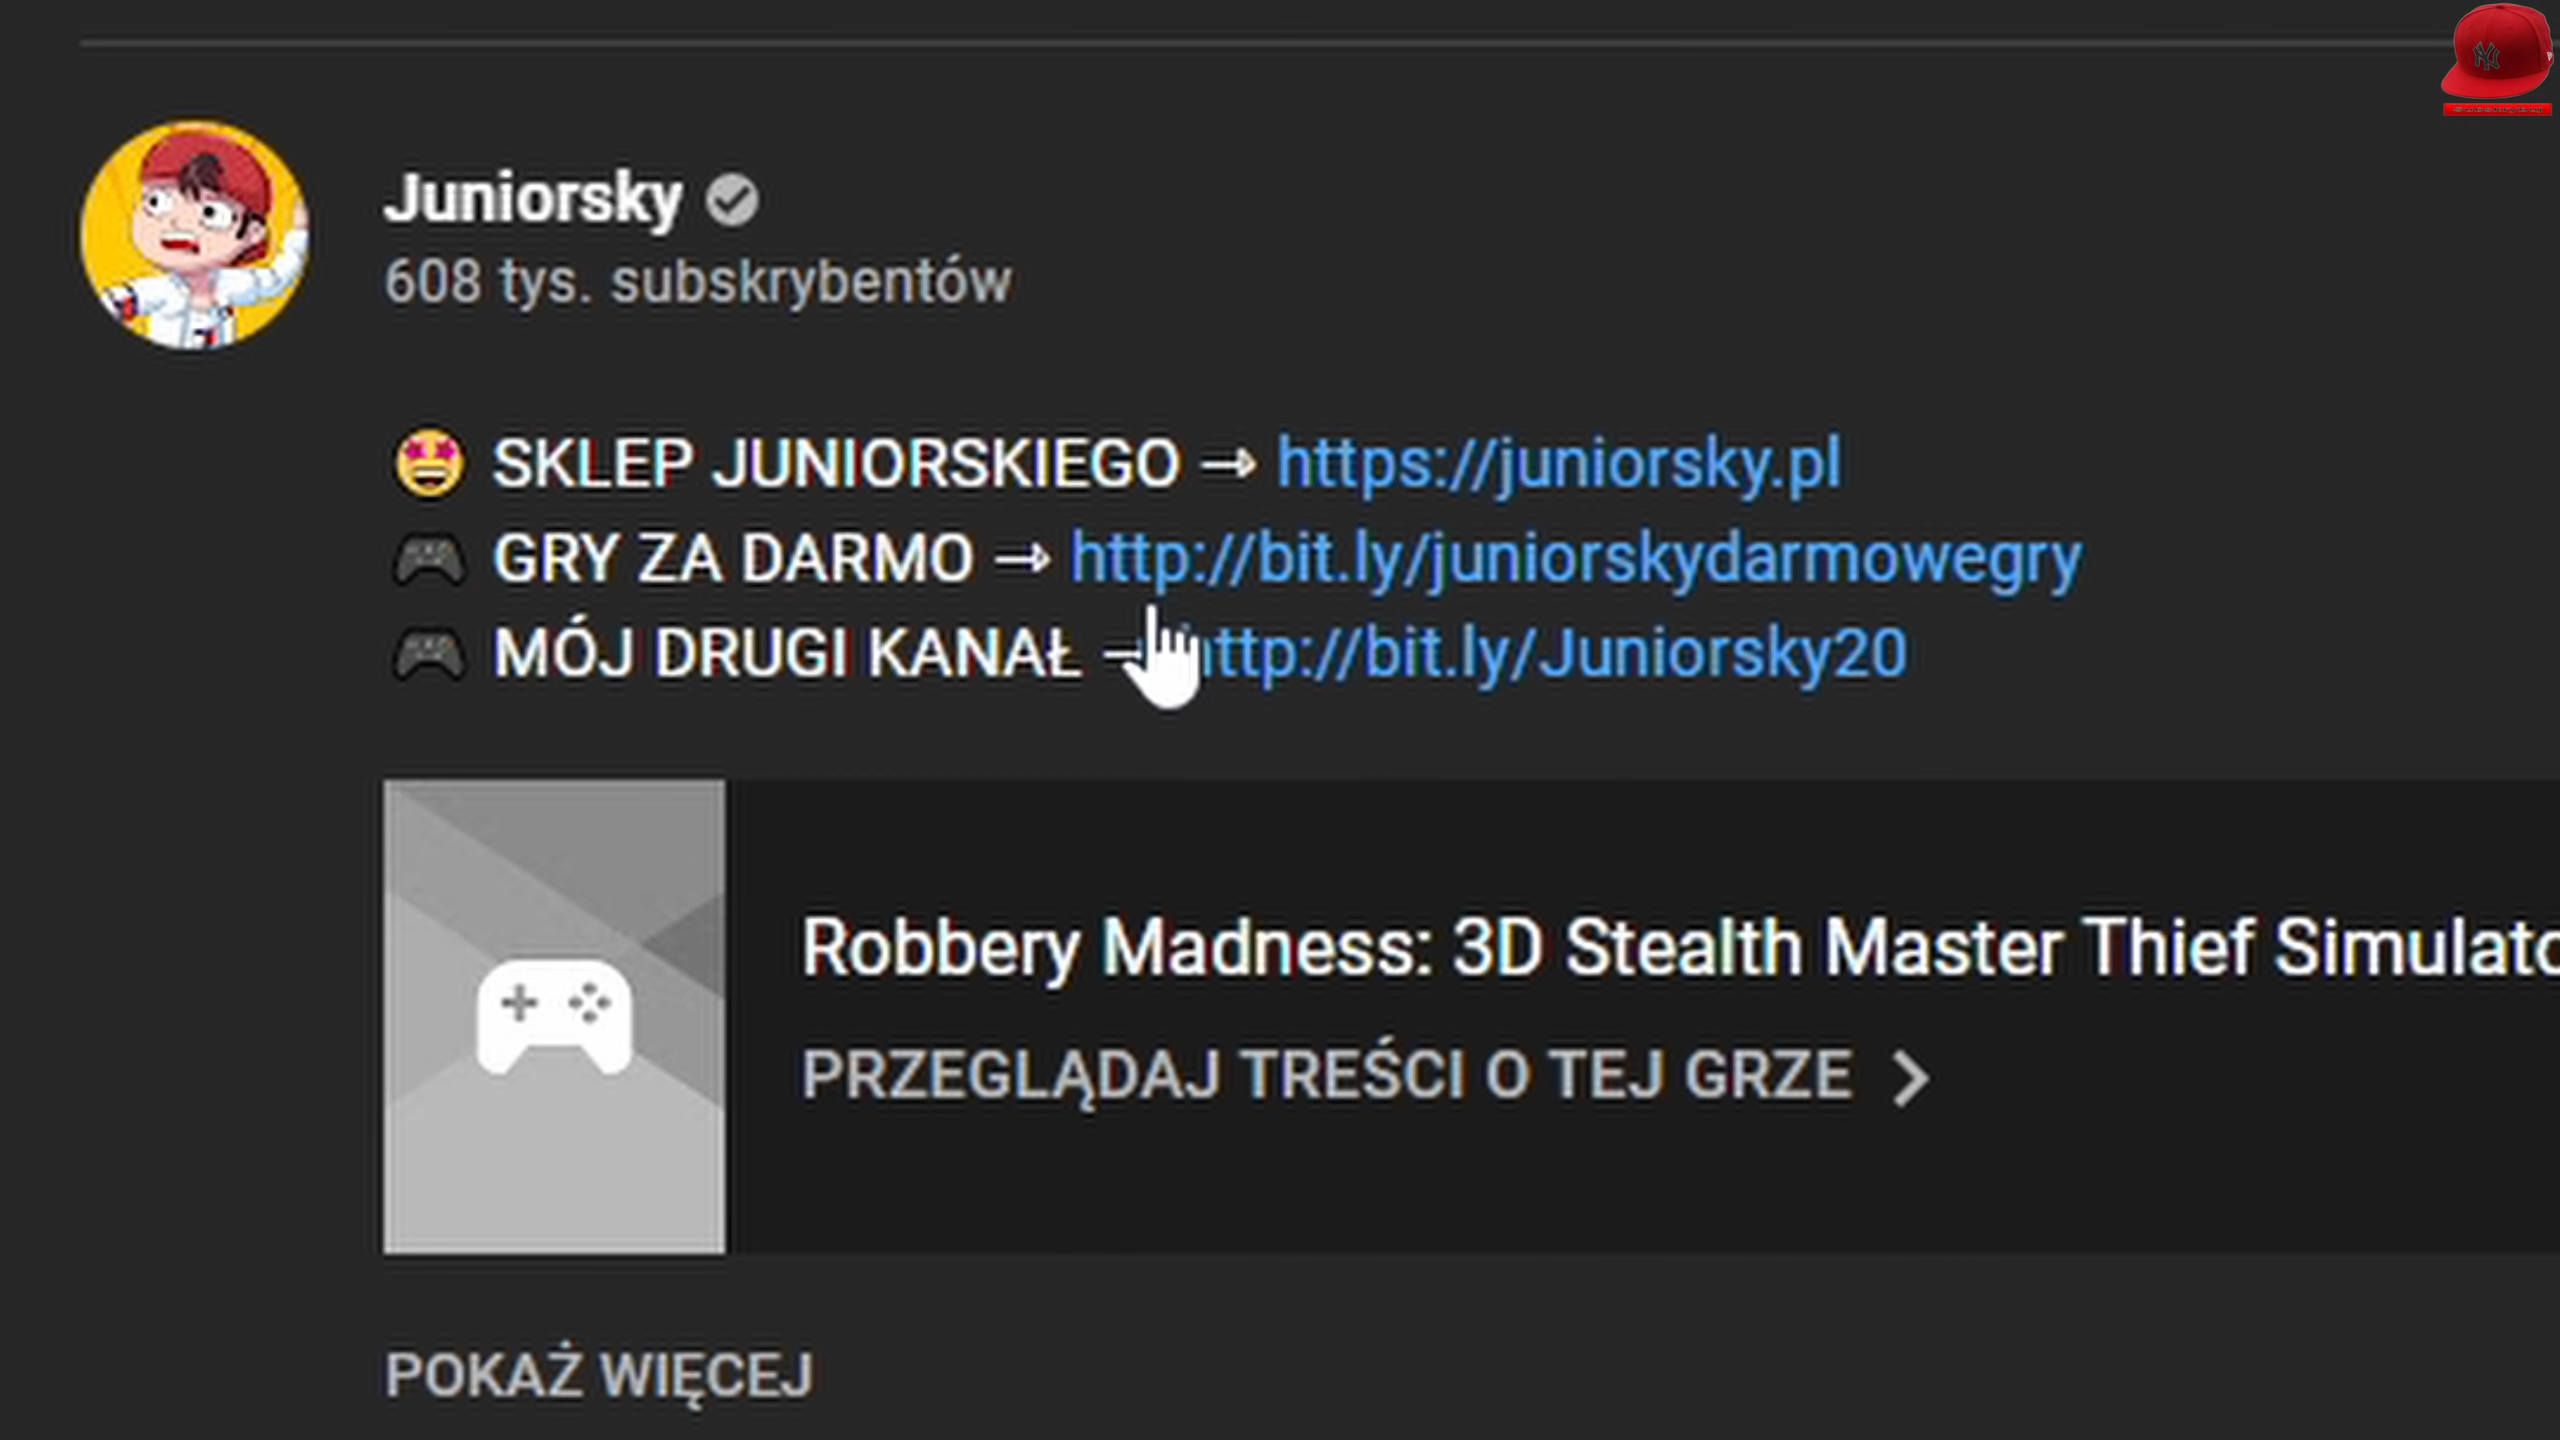 Juniorsky
608 tys. subskrybentów
SKLEP JUNIORSKIEGO → https://juniorsky.pl
GRY ZA DARMO → http://bit.ly/juniorskydarmowegry
MÓJ DRUGI KANAŁ → http://bit.ly/Juniorsky20
Robbery Madness: 3D Stealth Master Thief Simulato
PRZEGLĄDAJ TREŚCI O TEJ GRZE
POKAŻ WIĘCEJ